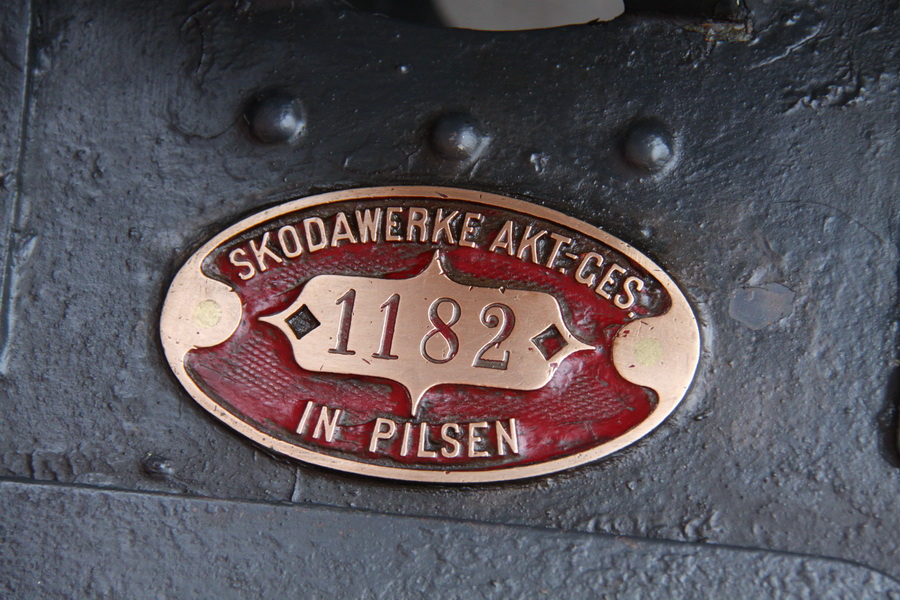 SKODAWERKE AKT-GES.
1182
IN PILSEN